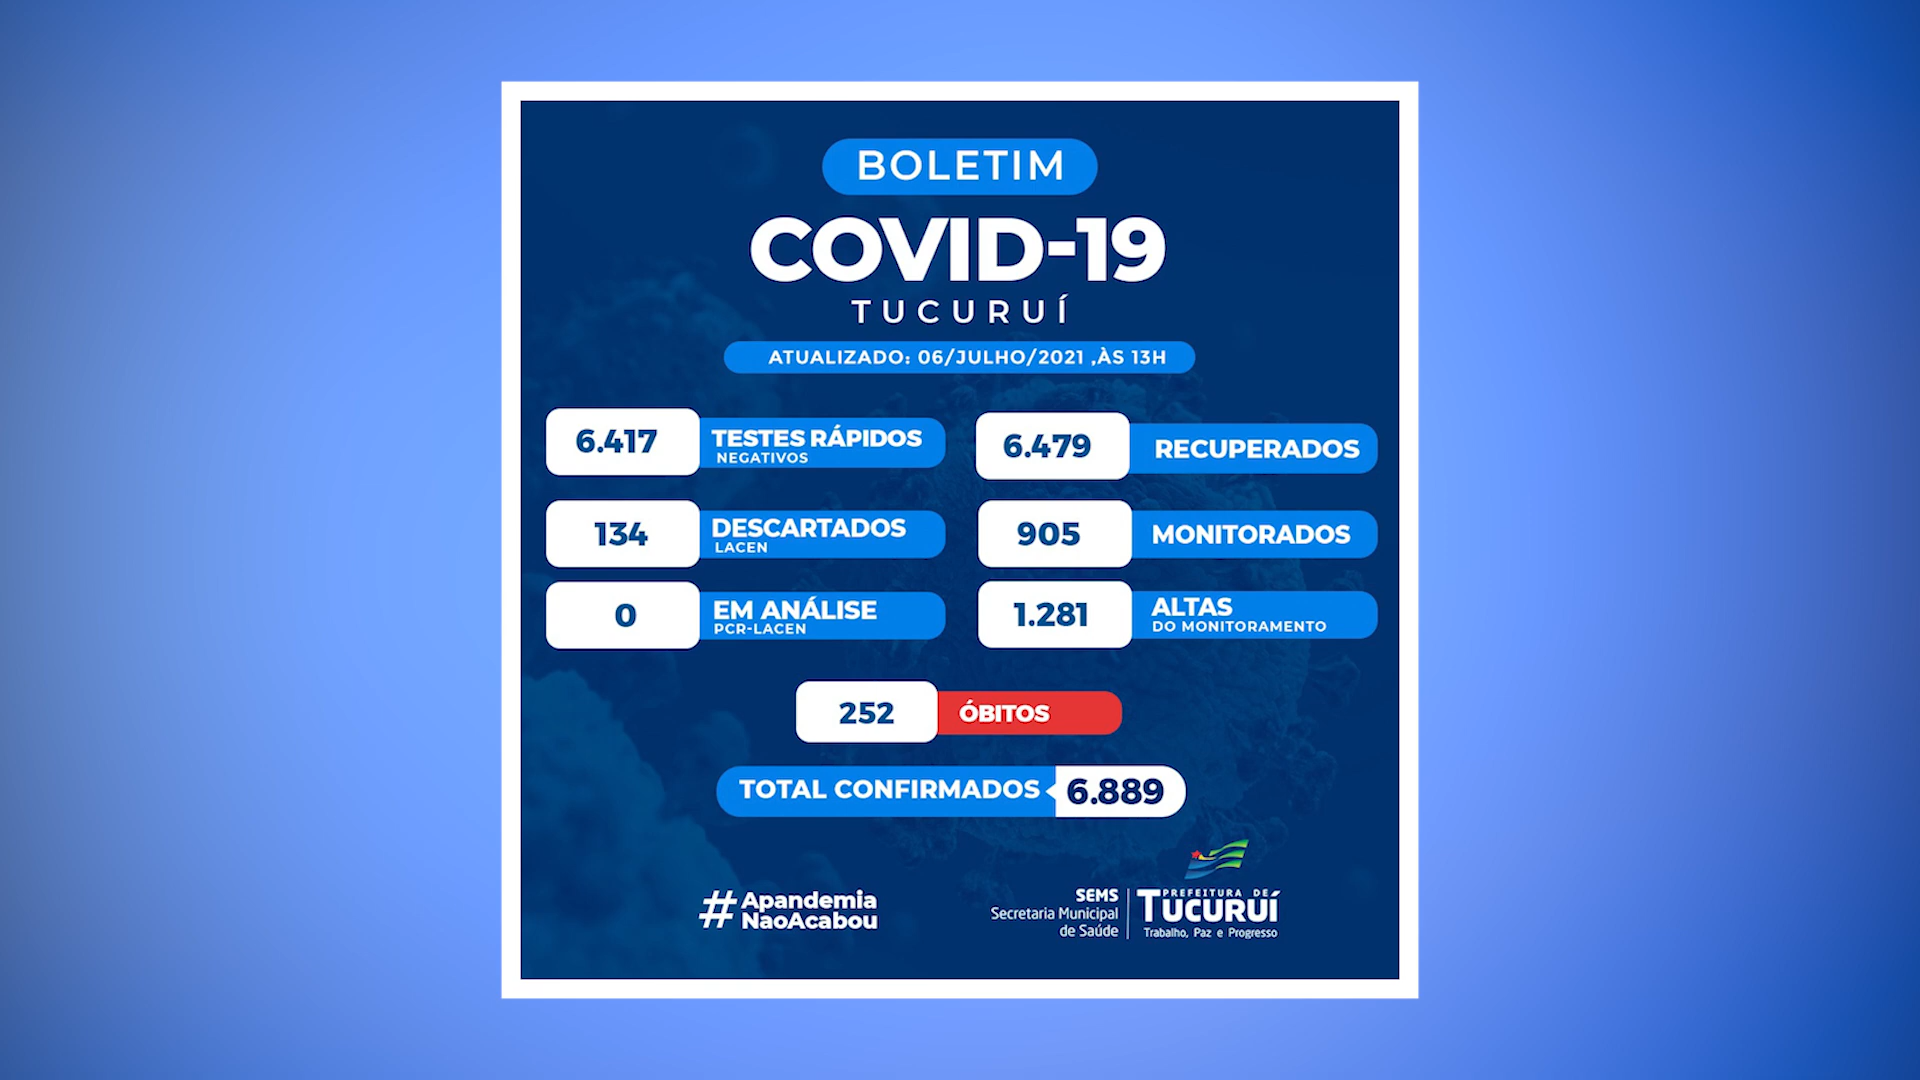 BOLETIM
COVID-19
TUCURUÍ
ATUALIZADO: 06/JULHO/2021 ,ÀS 13H
6.417 TESTES RÁPIDOS
NEGATIVOS
6.479 RECUPERADOS
134 DESCARTADOS
LACEN
905 MONITORADOS
0 EM ANÁLISE
PCR-LACEN
1.281 ALTAS
DO MONITORAMENTO
252 ÓBITOS
TOTAL CONFIRMADOS 6.889
#Apandemia
NaoAcabou
SEMS
Secretaria Municipal
de Saúde
PREFEITURA DE
TUCURUÍ
Trabalho, Paz e Progresso